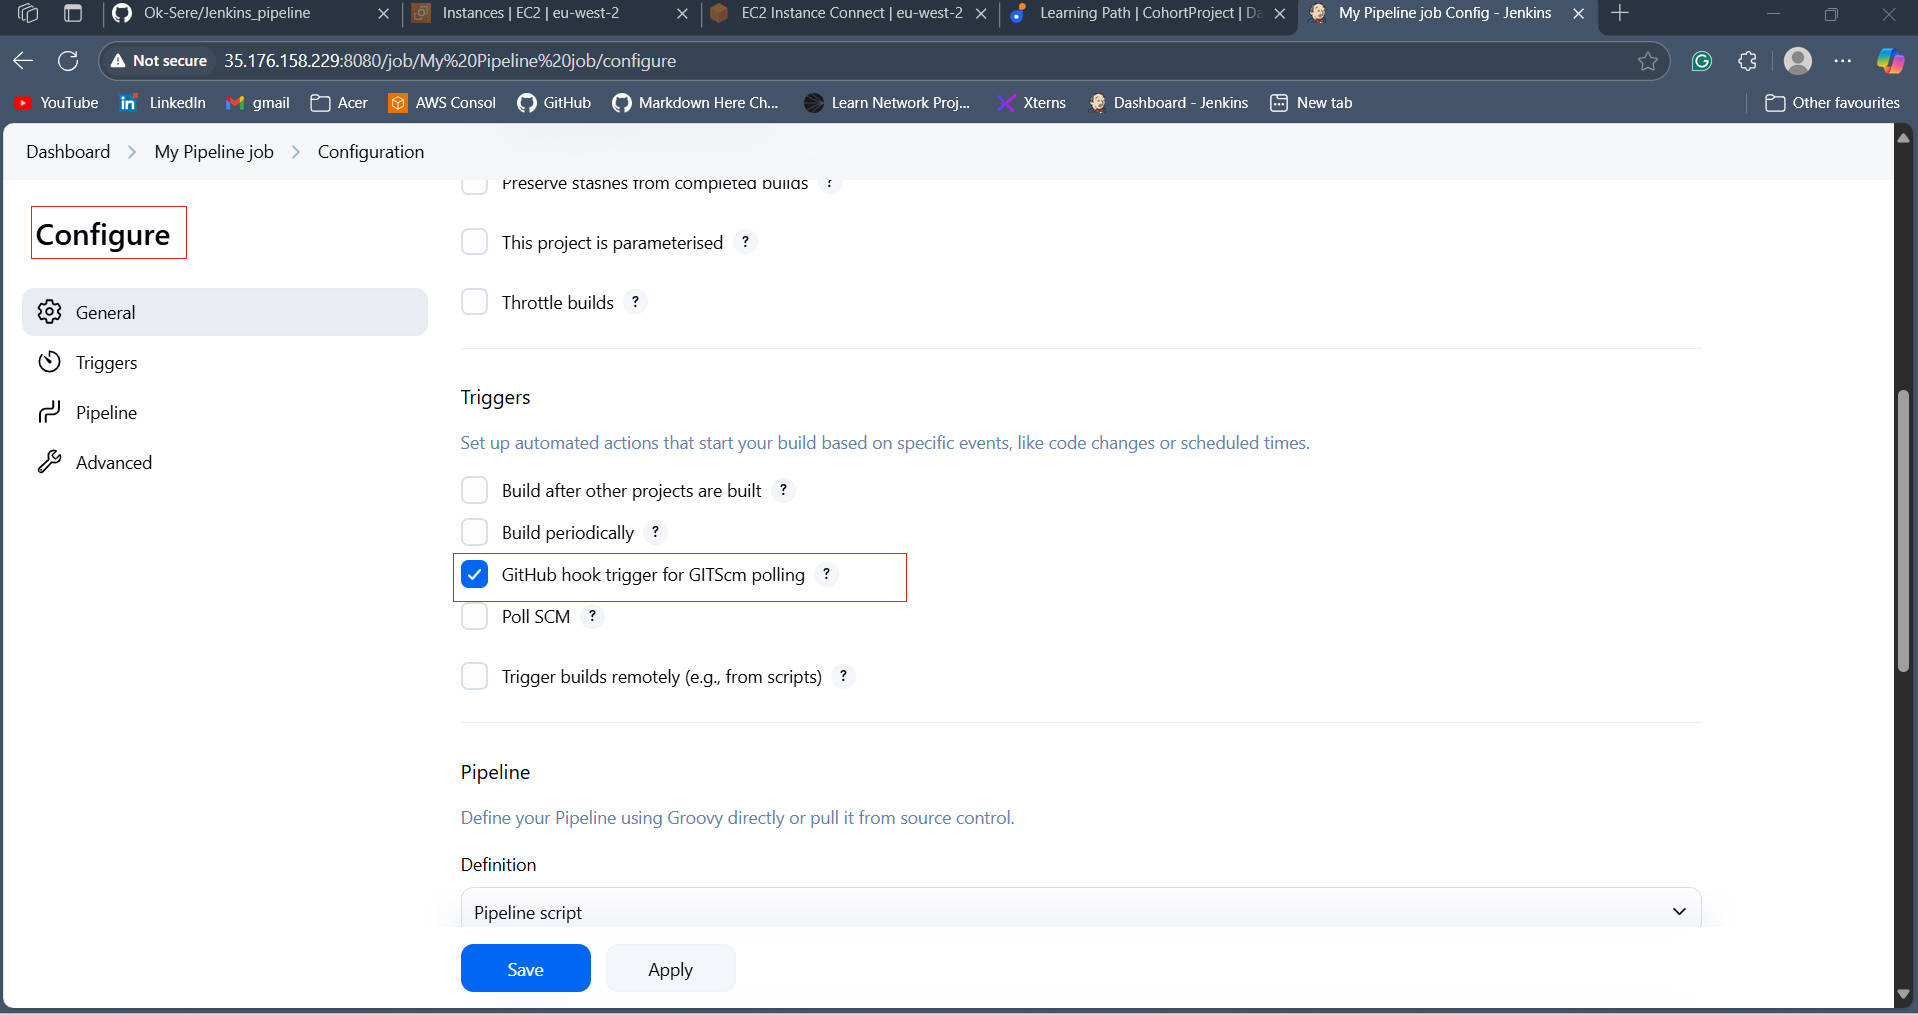 Ok-Sere/Jenkins_pipeline
Instances | EC2 | eu-west-2
EC2 Instance Connect | eu-west-2
Learning Path | CohortProject | Da
My Pipeline job Config - Jenkins
Not secure 35.176.158.229:8080/job/My%20Pipeline%20job/configure
YouTube LinkedIn gmail Acer AWS Consol GitHub Markdown Here Ch... Learn Network Proj... Xterns Dashboard - Jenkins New tab Other favourites
Dashboard > My Pipeline job > Configuration
Configure
General
Triggers
Pipeline
Advanced
Preserve stashes from completed builds ?
This project is parameterised ?
Throttle builds ?
Triggers
Set up automated actions that start your build based on specific events, like code changes or scheduled times.
Build after other projects are built ?
Build periodically ?
GitHub hook trigger for GITScm polling ?
Poll SCM ?
Trigger builds remotely (e.g., from scripts) ?
Pipeline
Define your Pipeline using Groovy directly or pull it from source control.
Definition
Pipeline script
Save Apply